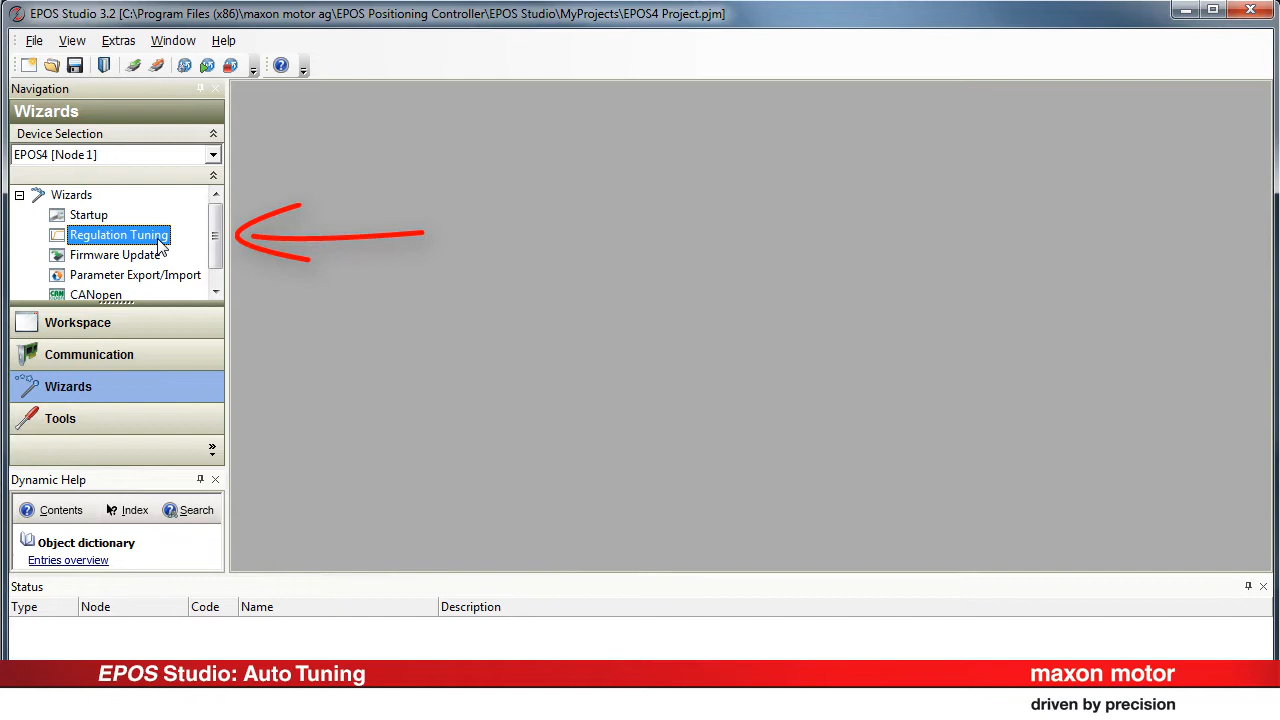 EPOS Studio 3.2 [C:\Program Files (x86)\maxon motor ag\EPOS Positioning Controller\EPOS Studio\MyProjects\EPOS4 Project.pjm]
File View Extras Window Help
Navigation
Wizards
Device Selection
EPOS4 [Node 1]
Wizards
Startup
Regulation Tuning
Firmware Update
Parameter Export/Import
CANopen
Workspace
Communication
Wizards
Tools
Dynamic Help
Contents Index Search
Object dictionary
Entries overview
Status
Type Node Code Name Description
EPOS Studio: Auto Tuning maxon motor
driven by precision